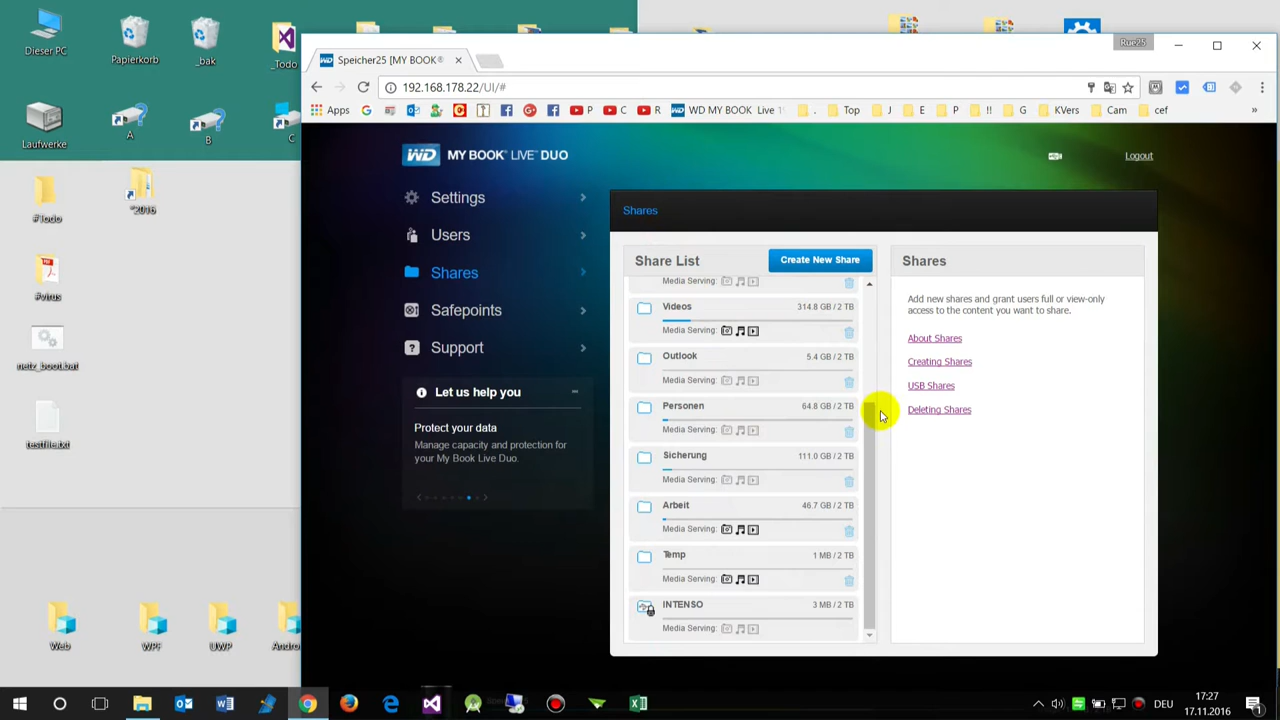 Dieser PC
Papierkorb
_bak
_Todo
Laufwerke
A
B
C
#Todo
°2016
#virus
netz_boot.bat
testfile.txt
Web
WPF
UWP
Androi
Rue25
WD Speicher25 [MY BOOK®
192.168.178.22/UI/#
Apps
P
C
R
WD MY BOOK Live
.
Top
J
E
P
!!
G
KVers
Cam
cef
»
WD MY BOOK® LIVE™ DUO
Logout
Settings
Users
Shares
Safepoints
Support
Let us help you
Protect your data
Manage capacity and protection for
your My Book Live Duo.
Shares
Share List
Create New Share
Media Serving:
Videos 314.8 GB / 2 TB
Media Serving:
Outlook 5.4 GB / 2 TB
Media Serving:
Personen 64.8 GB / 2 TB
Media Serving:
Sicherung 111.0 GB / 2 TB
Media Serving:
Arbeit 46.7 GB / 2 TB
Media Serving:
Temp 1 MB / 2 TB
Media Serving:
INTENSO 3 MB / 2 TB
Media Serving:
Shares
Add new shares and grant users full or view-only
access to the content you want to share.
About Shares
Creating Shares
USB Shares
Deleting Shares
DEU
17:27
17.11.2016